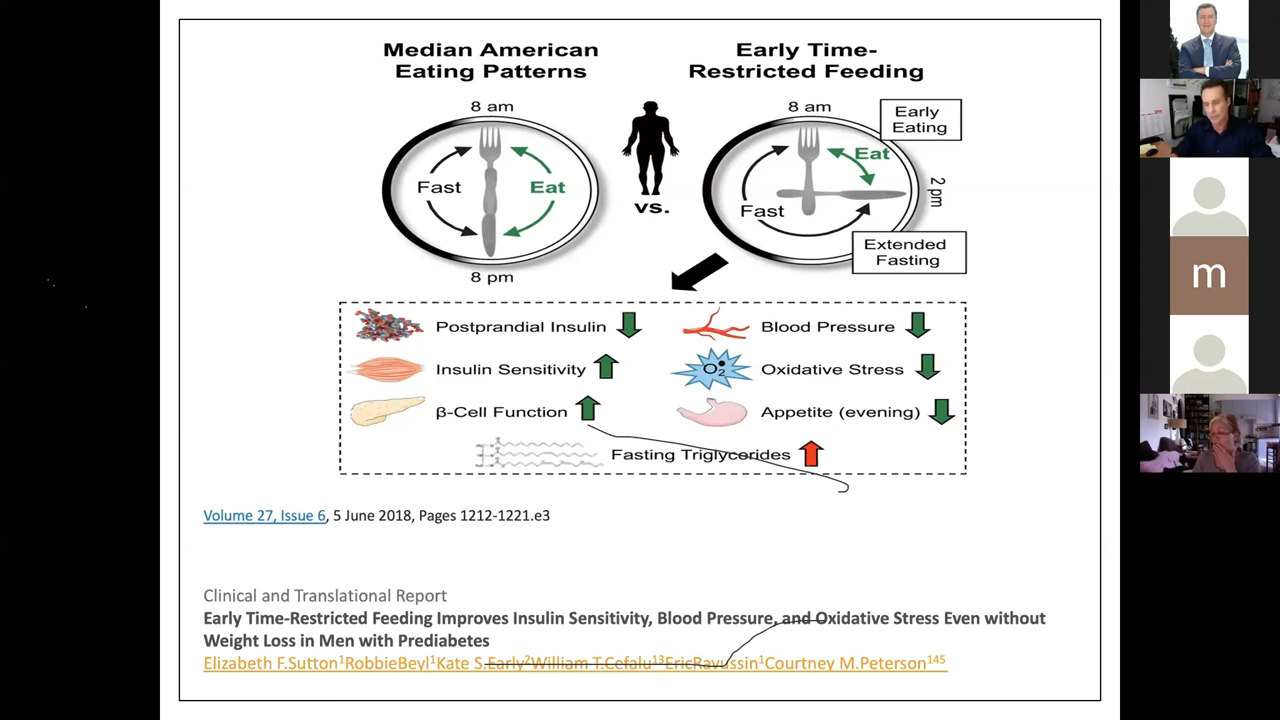 Median American
Eating Patterns
Early Time-
Restricted Feeding
8 am
Fast
Eat
8 pm
vs.
8 am
Early
Eating
Eat
2 pm
Fast
Extended
Fasting
Postprandial Insulin
Blood Pressure
Insulin Sensitivity
O₂
Oxidative Stress
β-Cell Function
Appetite (evening)
Fasting Triglycerides
Volume 27, Issue 6, 5 June 2018, Pages 1212-1221.e3
Clinical and Translational Report
Early Time-Restricted Feeding Improves Insulin Sensitivity, Blood Pressure, and Oxidative Stress Even without
Weight Loss in Men with Prediabetes
Elizabeth F.Sutton¹RobbieBeyl¹Kate S.Early²William T.Cefalu¹³EricRavussin¹Courtney M.Peterson¹⁴⁵
m